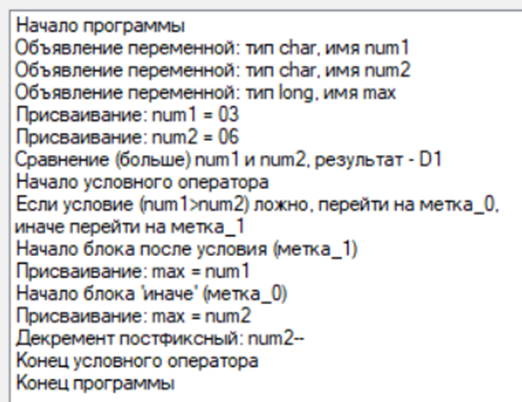 Начало программы
Объявление переменной: тип char, имя num1
Объявление переменной: тип char, имя num2
Объявление переменной: тип long, имя max
Присваивание: num1 = 03
Присваивание: num2 = 06
Сравнение (больше) num1 и num2, результат - D1
Начало условного оператора
Если условие (num1>num2) ложно, перейти на метка_0,
иначе перейти на метка_1
Начало блока после условия (метка_1)
Присваивание: max = num1
Начало блока 'иначе' (метка_0)
Присваивание: max = num2
Декремент постфиксный: num2--
Конец условного оператора
Конец программы